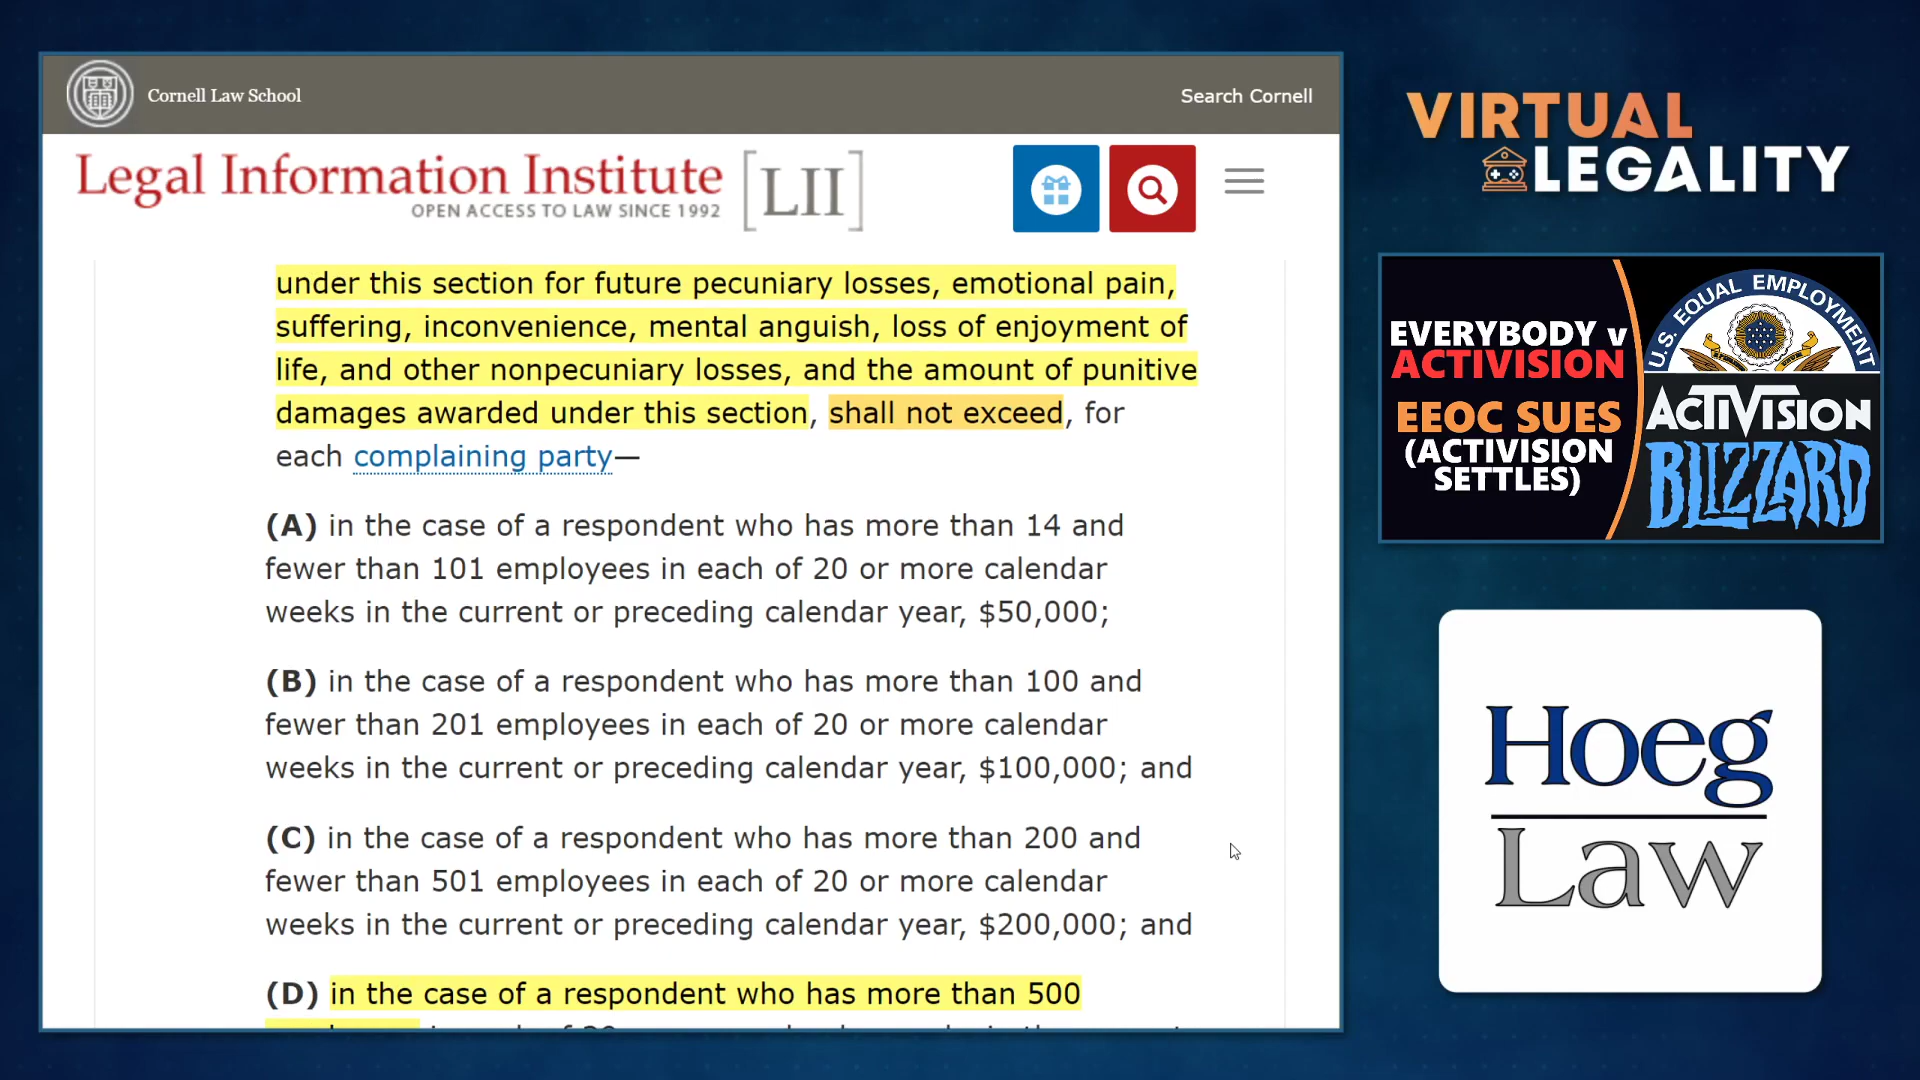 Cornell Law School
Search Cornell
Legal Information Institute
[LII]
OPEN ACCESS TO LAW SINCE 1992
under this section for future pecuniary losses, emotional pain,
suffering, inconvenience, mental anguish, loss of enjoyment of
life, and other nonpecuniary losses, and the amount of punitive
damages awarded under this section, shall not exceed, for
each complaining party—
(A) in the case of a respondent who has more than 14 and
fewer than 101 employees in each of 20 or more calendar
weeks in the current or preceding calendar year, $50,000;
(B) in the case of a respondent who has more than 100 and
fewer than 201 employees in each of 20 or more calendar
weeks in the current or preceding calendar year, $100,000; and
(C) in the case of a respondent who has more than 200 and
fewer than 501 employees in each of 20 or more calendar
weeks in the current or preceding calendar year, $200,000; and
(D) in the case of a respondent who has more than 500
VIRTUAL
LEGALITY
EVERYBODY v
ACTIVISION
EEOC SUES
(ACTIVISION
SETTLES)
U.S. EQUAL EMPLOYMENT
ACTIVISION
BLIZZARD
Hoeg
Law